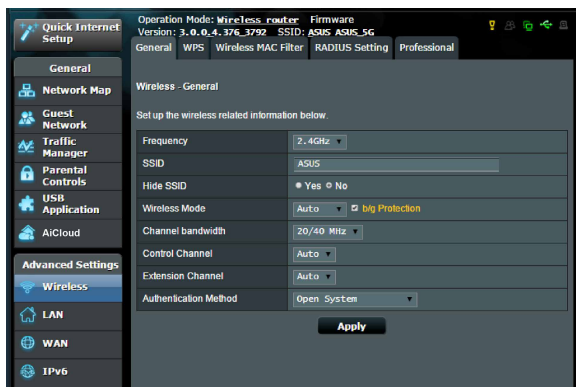 Quick Internet
Setup
Operation Mode: Wireless router Firmware
Version: 3.0.0.4.376_3792 SSID: ASUS ASUS_5G
General WPS Wireless MAC Filter RADIUS Setting Professional
General
Network Map
Guest
Network
Traffic
Manager
Parental
Controls
USB
Application
AiCloud
Advanced Settings
Wireless
LAN
WAN
IPv6
Wireless - General
Set up the wireless related information below.
Frequency 2.4GHz
SSID ASUS
Hide SSID Yes No
Wireless Mode Auto b/g Protection
Channel bandwidth 20/40 MHz
Control Channel Auto
Extension Channel Auto
Authentication Method Open System
Apply